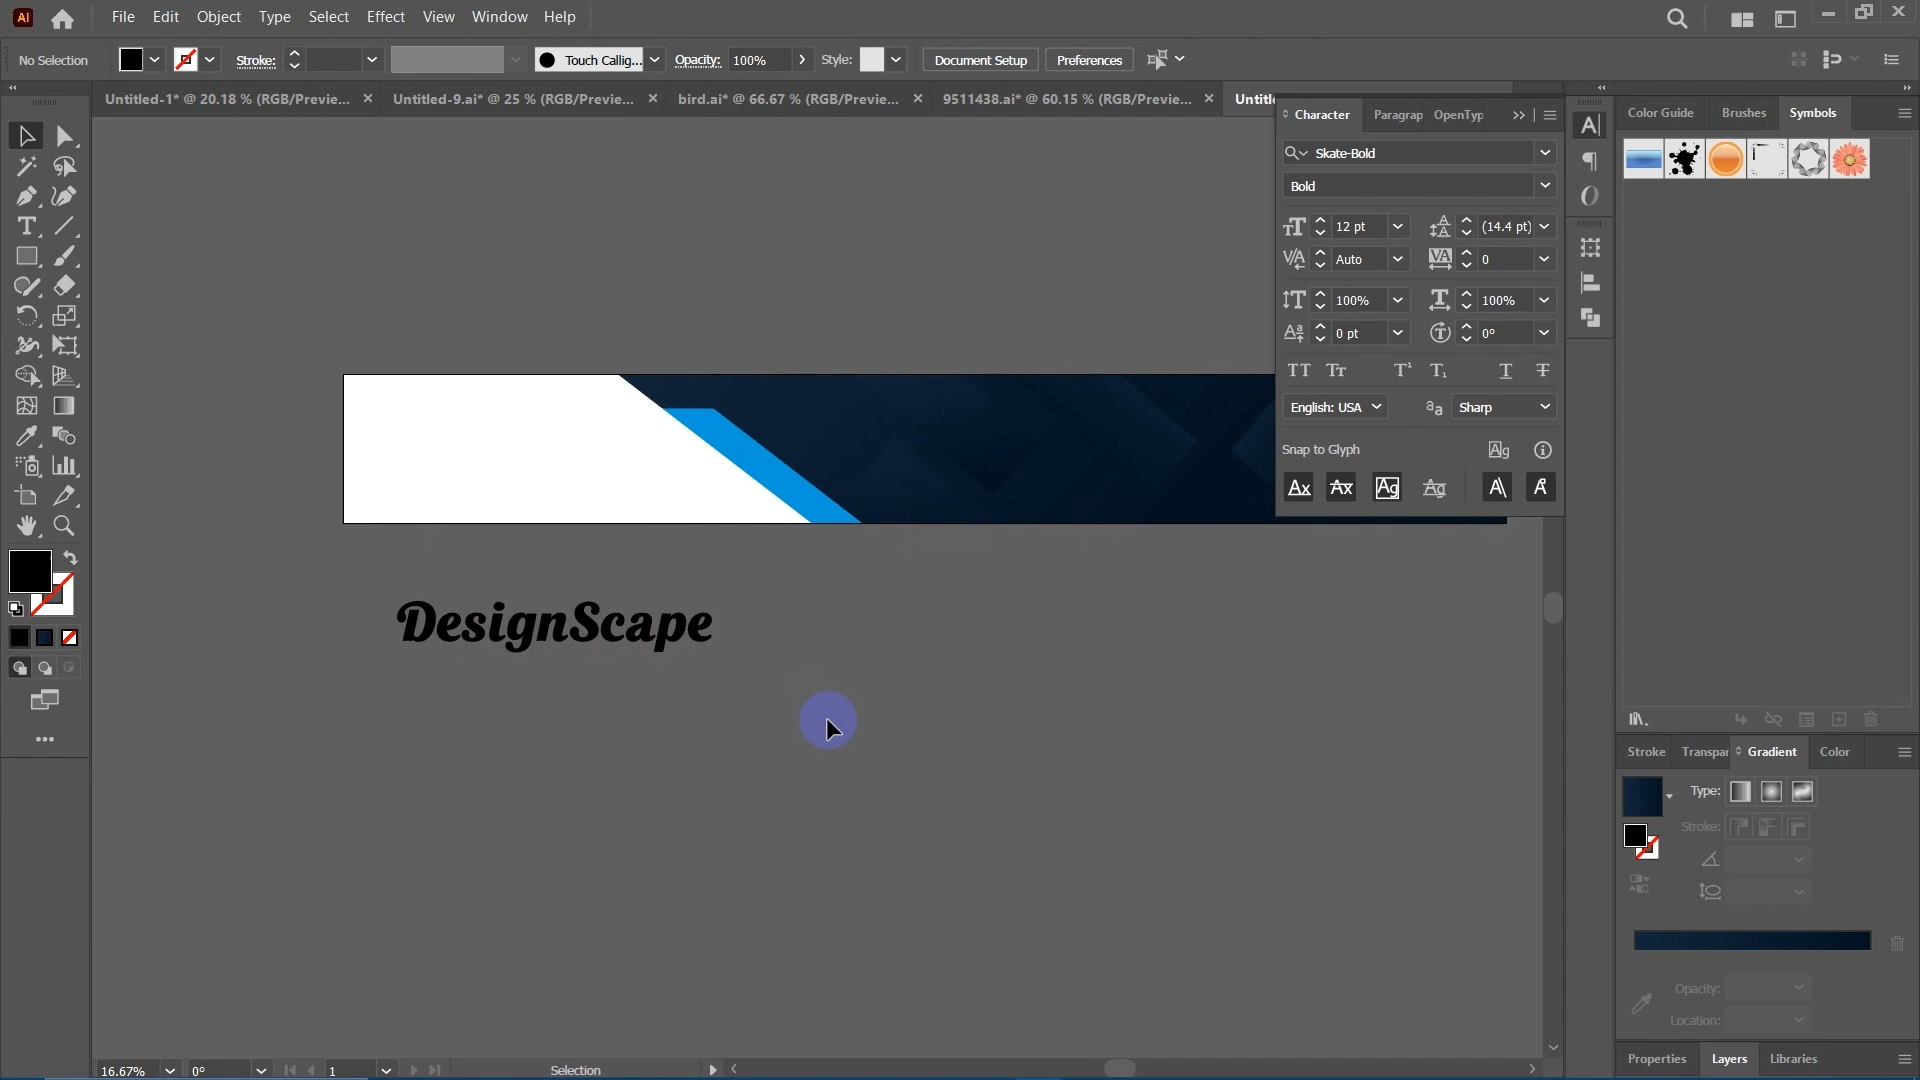 Ai File Edit Object Type Select Effect View Window Help
No Selection Stroke: Touch Callig... Opacity: 100% Style: Document Setup Preferences
Untitled-1* @ 20.18 % (RGB/Previe... Untitled-9.ai* @ 25 % (RGB/Previe... bird.ai* @ 66.67 % (RGB/Previe... 9511438.ai* @ 60.15 % (RGB/Previe... Untitl
Character Paragrap OpenTyp
Skate-Bold
Bold
12 pt (14.4 pt)
Auto 0
100% 100%
0 pt 0°
English: USA Sharp
Snap to Glyph
Color Guide Brushes Symbols
DesignScape
Stroke Transpar Gradient Color
Type:
Stroke:
Opacity:
Location:
Properties Layers Libraries
16.67% 0° 1 Selection